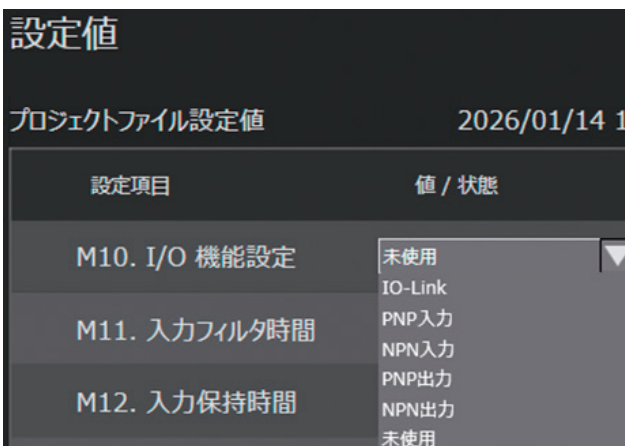 設定値
プロジェクトファイル設定値 2026/01/14 1
設定項目 値 / 状態
M10. I/O 機能設定 未使用
IO-Link
M11. 入力フィルタ時間 PNP入力
NPN入力
PNP出力
M12. 入力保持時間 NPN出力
未使用